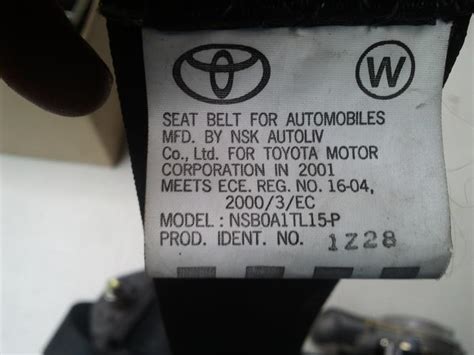 W
SEAT BELT FOR AUTOMOBILES
MFD. BY NSK AUTOLIV
Co., Ltd. FOR TOYOTA MOTOR
CORPORATION IN 2001
MEETS ECE. REG. NO. 16-04,
2000/3/EC
MODEL : NSB0A1TL15-P
PROD. IDENT. NO. 1Z28